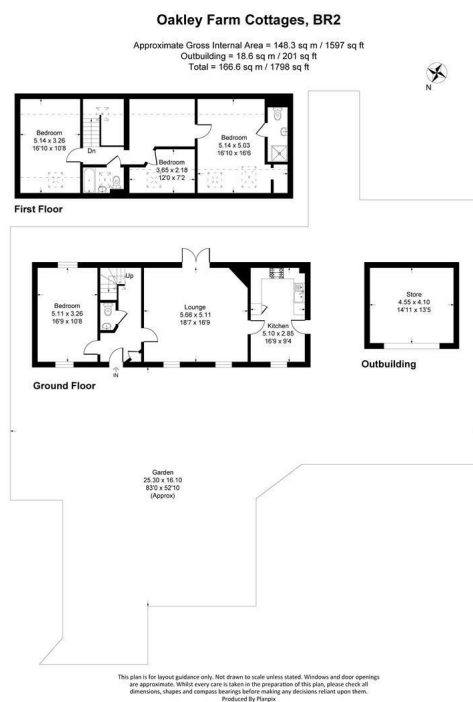 Oakley Farm Cottages, BR2
Approximate Gross Internal Area = 148.3 sq m / 1597 sq ft
Outbuilding = 18.6 sq m / 201 sq ft
Total = 166.6 sq m / 1798 sq ft
N
Bedroom
5.14 x 3.26
16'10 x 10'8
Dn
Bedroom
3.65 x 2.18
12'0 x 7'2
Bedroom
5.14 x 5.03
16'10 x 16'6
First Floor
Bedroom
5.11 x 3.26
16'9 x 10'8
Up
Lounge
5.66 x 5.11
18'7 x 16'9
Kitchen
5.10 x 2.85
16'9 x 9'4
IN
Ground Floor
Store
4.55 x 4.10
14'11 x 13'5
Outbuilding
Garden
25.30 x 16.10
83'0 x 52'10
(Approx)
This plan is for layout guidance only. Not drawn to scale unless stated. Windows and door openings
are approximate. Whilst every care is taken in the preparation of this plan, please check all
dimensions, shapes and compass bearings before making any decisions reliant upon them.
Produced By Planpix